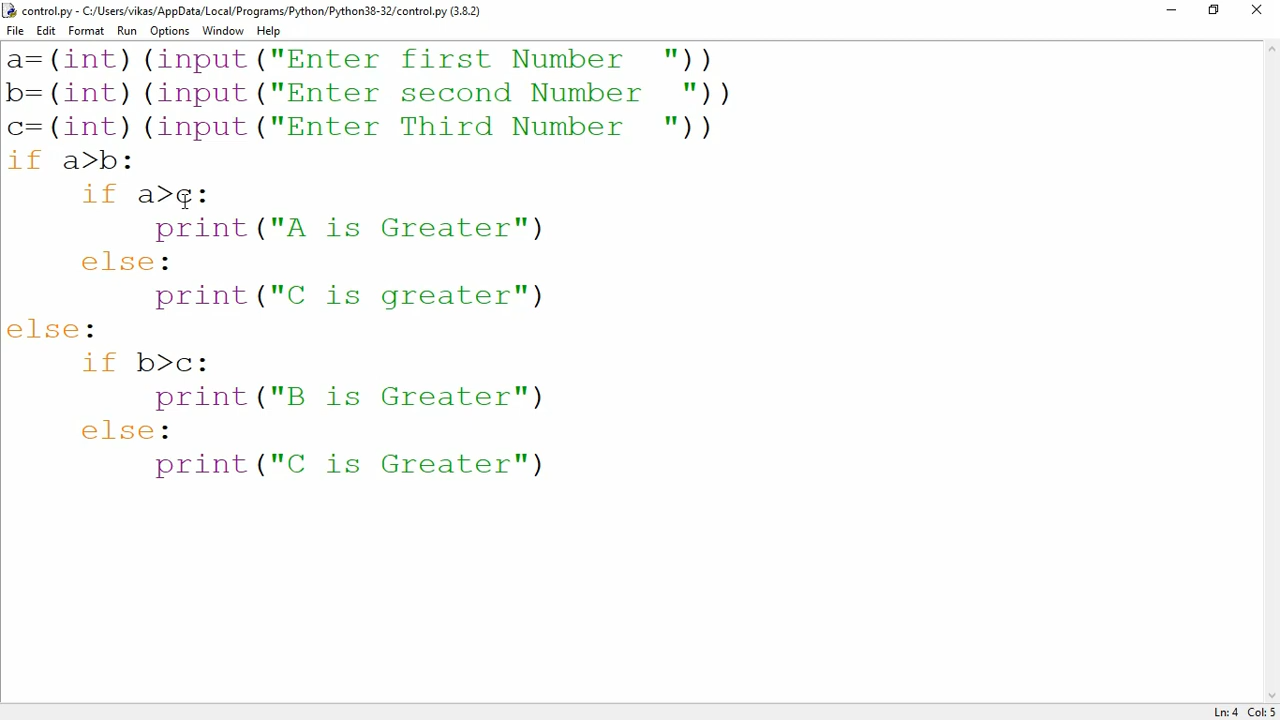 control.py - C:/Users/vikas/AppData/Local/Programs/Python/Python38-32/control.py (3.8.2)
File Edit Format Run Options Window Help
a=(int)(input("Enter first Number  "))
b=(int)(input("Enter second Number  "))
c=(int)(input("Enter Third Number  "))
if a>b:
    if a>c:
        print("A is Greater")
    else:
        print("C is greater")
else:
    if b>c:
        print("B is Greater")
    else:
        print("C is Greater")
Ln: 4 Col: 5